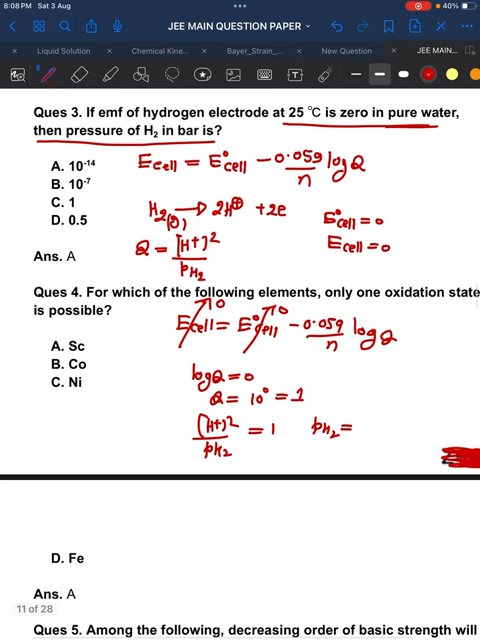 8:08 PM Sat 3 Aug
40%
JEE MAIN QUESTION PAPER
Liquid Solution
Chemical Kine...
Bayer_Strain_...
New Question
JEE MAIN...
Ques 3. If emf of hydrogen electrode at 25 °C is zero in pure water,
then pressure of H₂ in bar is?
A. 10⁻¹⁴
B. 10⁻⁷
C. 1
D. 0.5
Ans. A
Ecell = E°cell - 0.059/n log Q
H₂(g) → 2H⊕ + 2e
E°cell = 0
Ecell = 0
Q = [H+]²/pH₂
Ques 4. For which of the following elements, only one oxidation state
is possible?
A. Sc
B. Co
C. Ni
Ecell 0 = E°cell 0 - 0.059/n log Q
log Q = 0
Q = 10⁰ = 1
(H+)²/pH₂ = 1
pH₂ =
D. Fe
Ans. A
11 of 28
Ques 5. Among the following, decreasing order of basic strength will